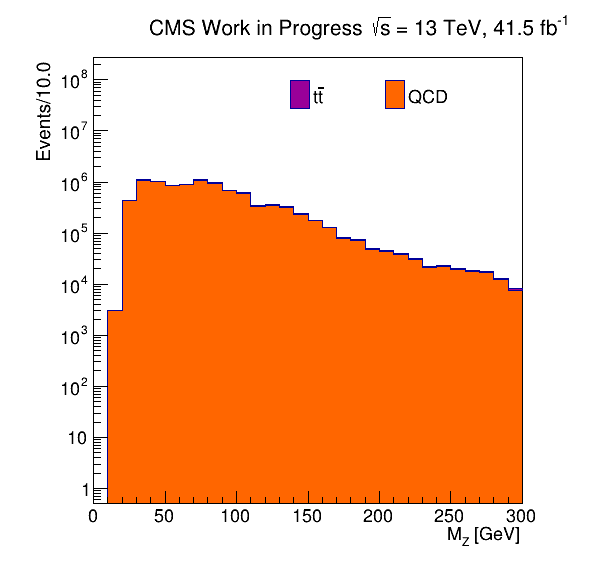 CMS Work in Progress √s = 13 TeV, 41.5 fb⁻¹
Events/10.0
tt̄ QCD
10⁸
10⁷
10⁶
10⁵
10⁴
10³
10²
10
1
0 50 100 150 200 250 300
M_Z [GeV]